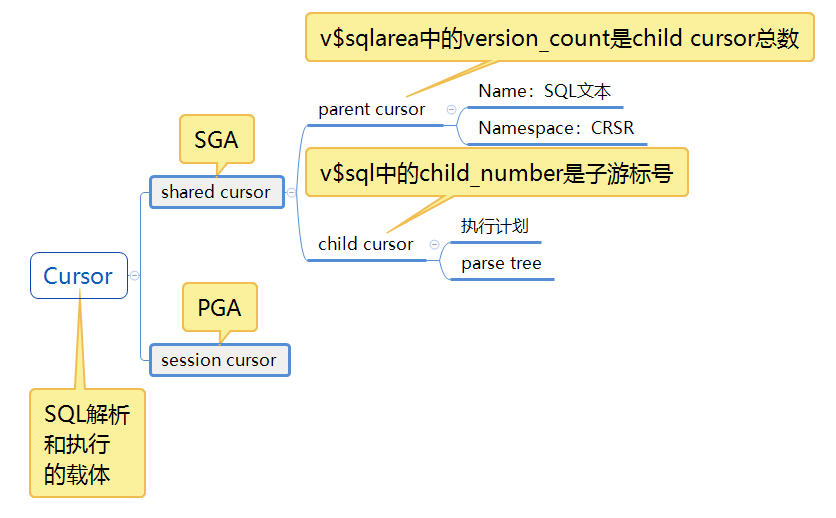 v$sqlarea中的version_count是child cursor总数
Name：SQL文本
parent cursor
Namespace：CRSR
SGA
v$sql中的child_number是子游标号
shared cursor
执行计划
child cursor
parse tree
Cursor
PGA
session cursor
SQL解析
和执行
的载体